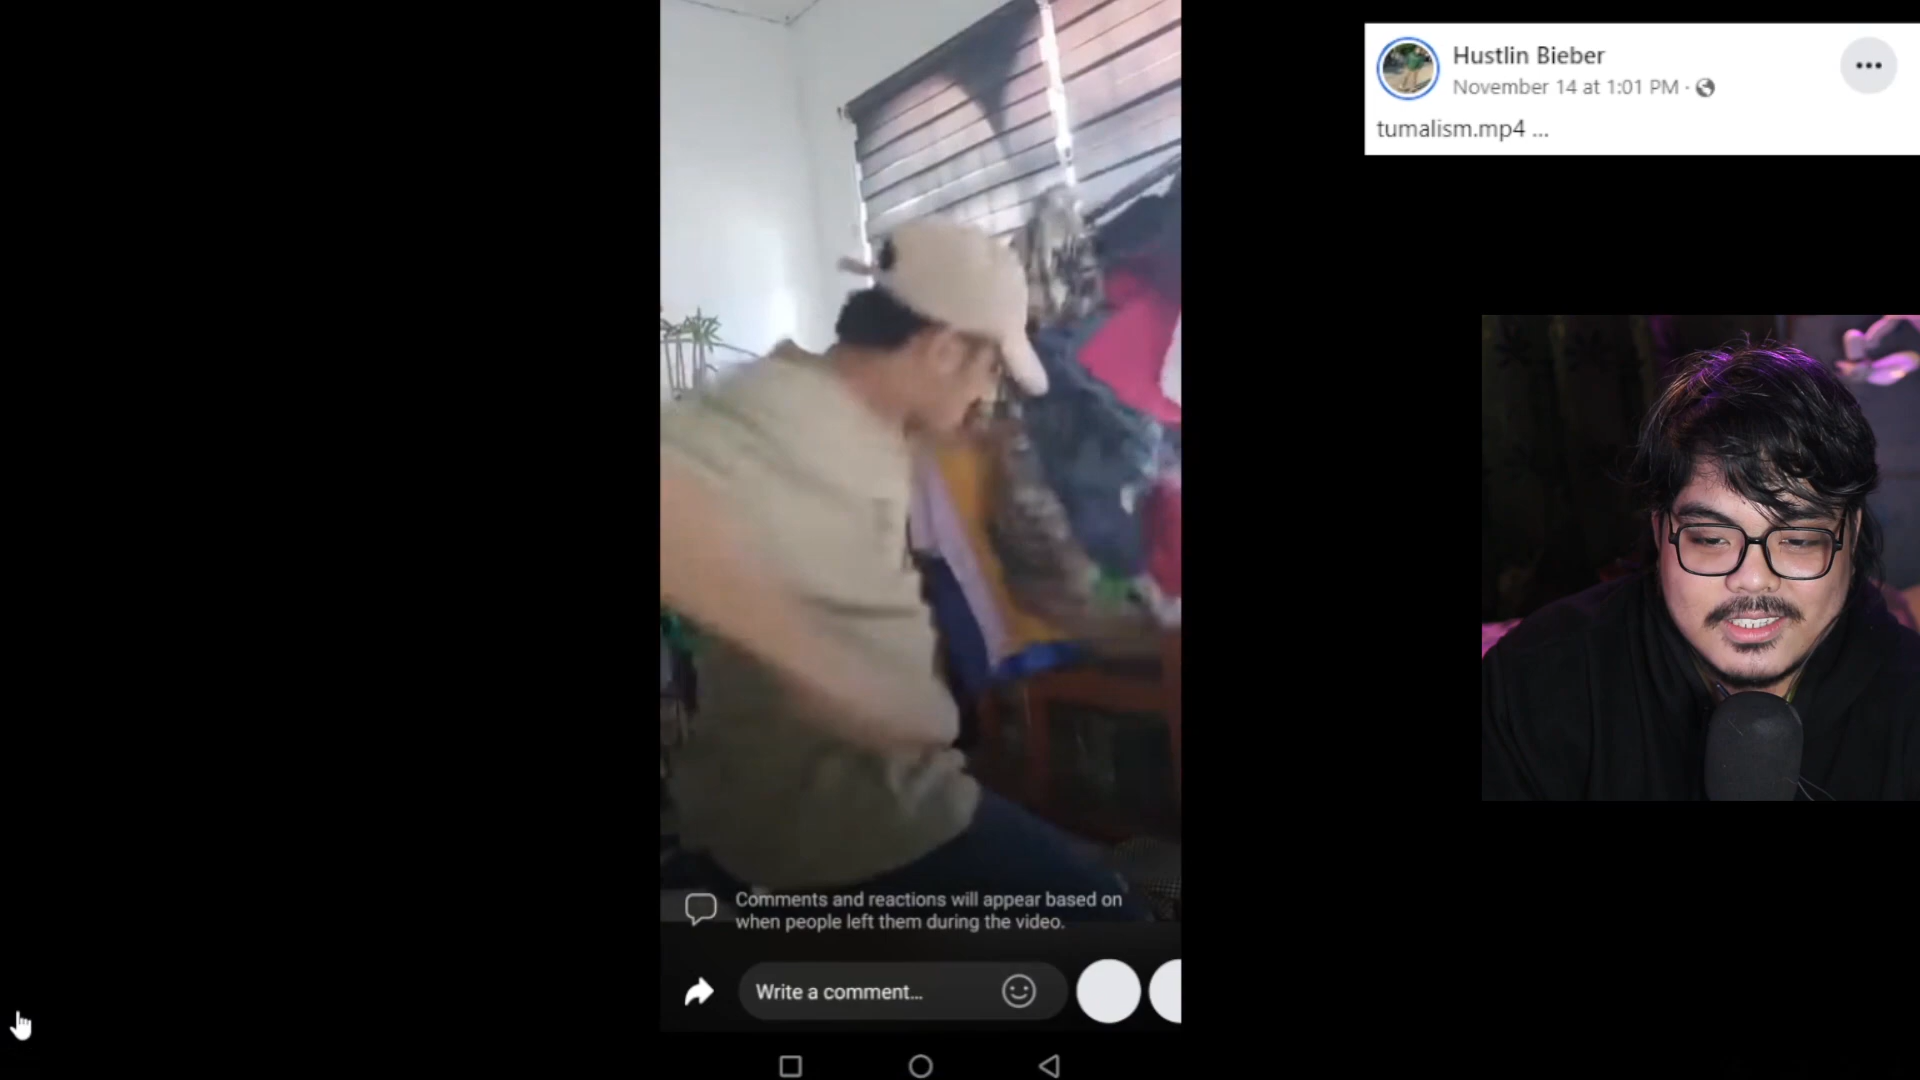 Hustlin Bieber
November 14 at 1:01 PM ·
tumalism.mp4 ...
Comments and reactions will appear based on
when people left them during the video.
Write a comment...